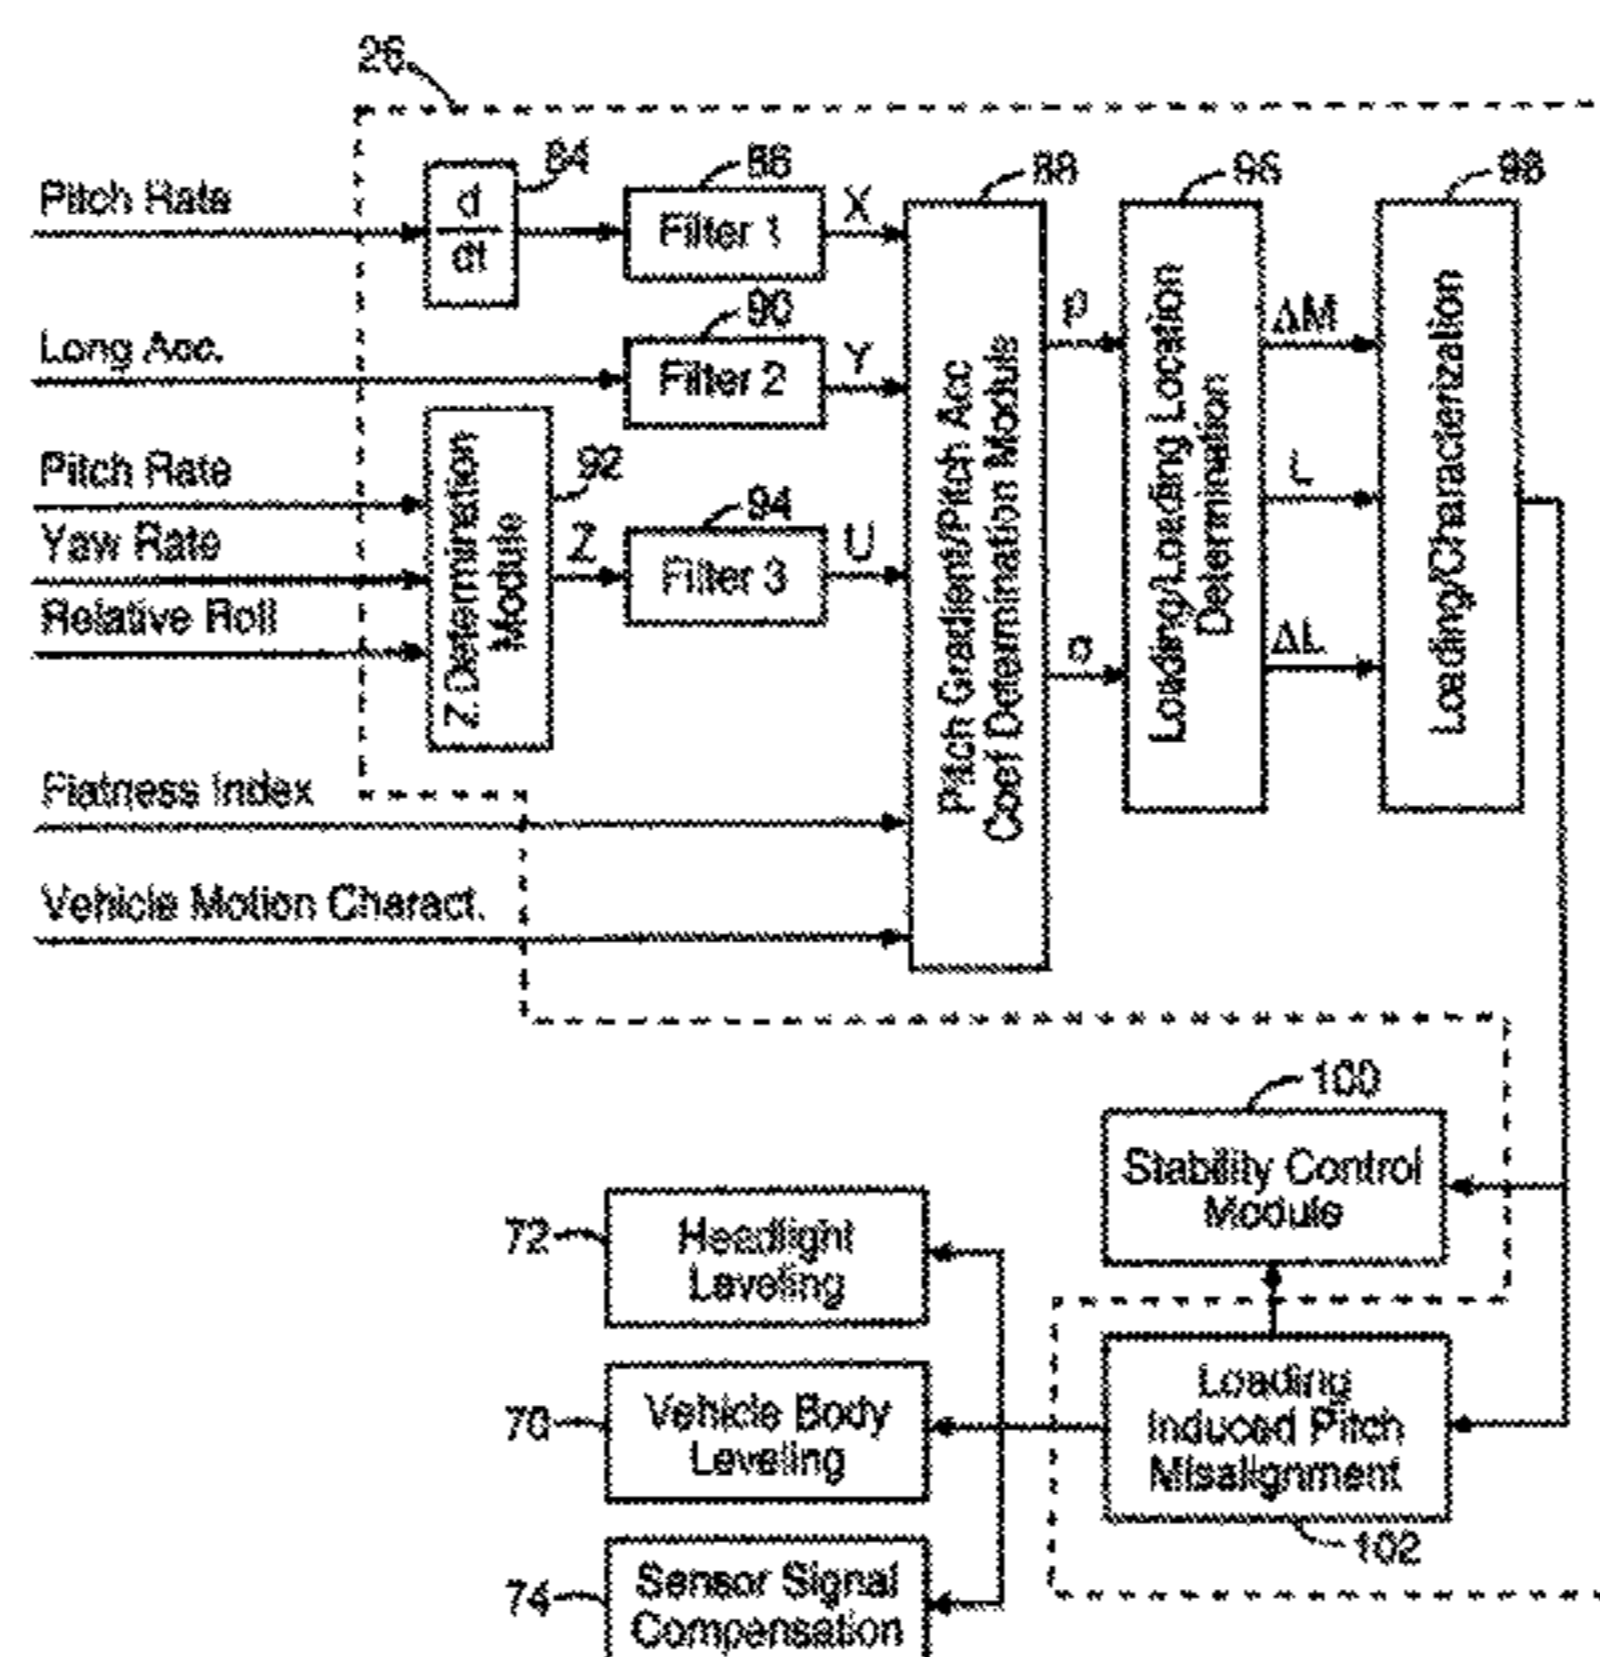 26
Pitch Rate
d
dt
84
Filter 1
86
X
Long Acc.
Filter 2
90
Y
Pitch Rate
Yaw Rate
Relative Roll
Z Determination
Module
92
Z
Filter 3
94
U
Flatness Index
Vehicle Motion Charact.
88
Pitch Gradient/Pitch Acc
Coef Determination Module
p
σ
96
Loading/Loading Location
Determination
ΔM
L
ΔL
98
Loading/Characterization
100
Stability Control
Module
72
Headlight
Leveling
70
Vehicle Body
Leveling
Loading
Induced Pitch
Misalignment
102
74
Sensor Signal
Compensation